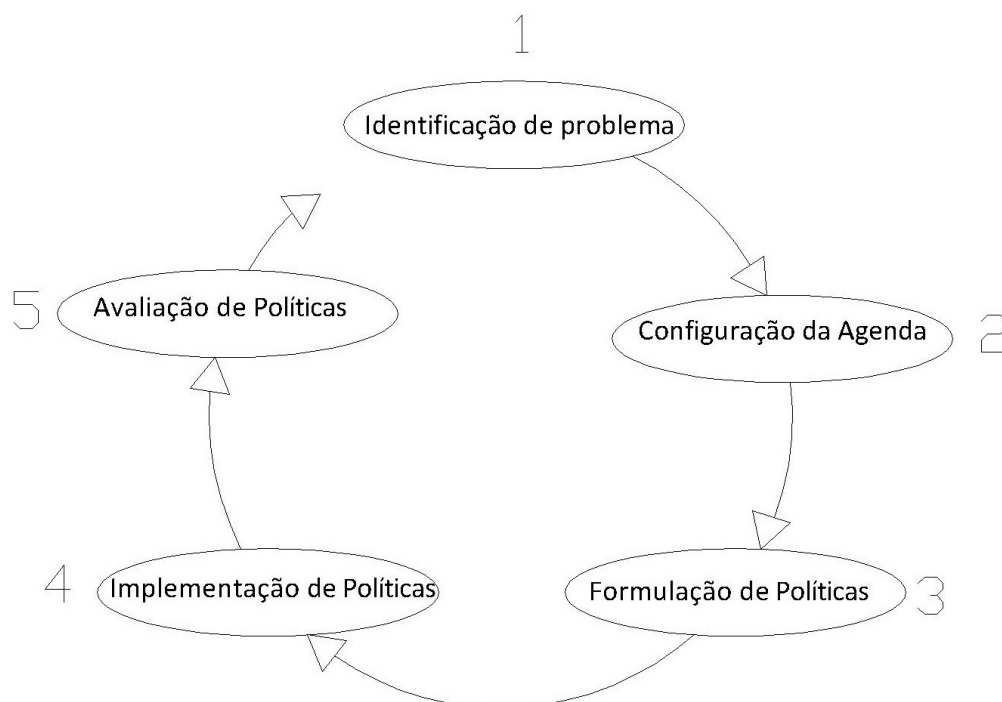 1
Identificação de problema
2
Configuração da Agenda
3
Formulação de Políticas
4
Implementação de Políticas
5
Avaliação de Políticas